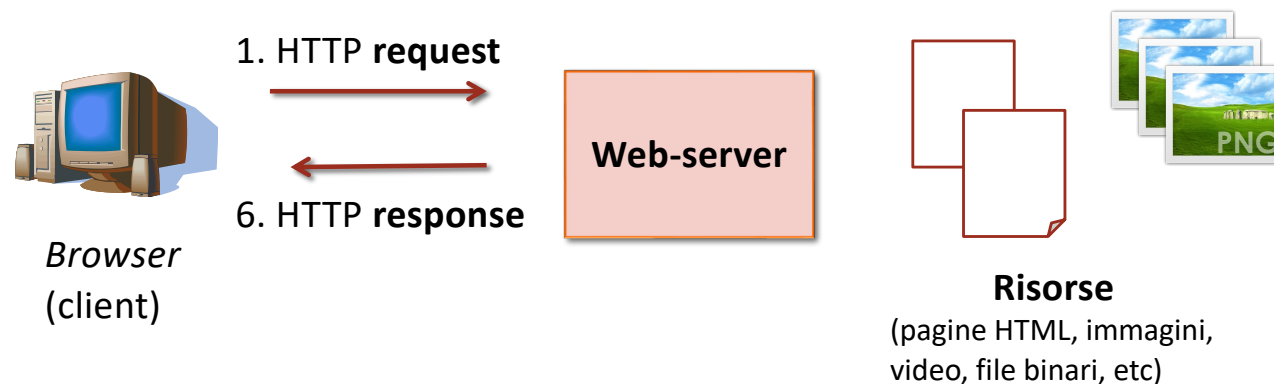 1. HTTP request
6. HTTP response
Browser
(client)
Web-server
PNG
Risorse
(pagine HTML, immagini,
video, file binari, etc)